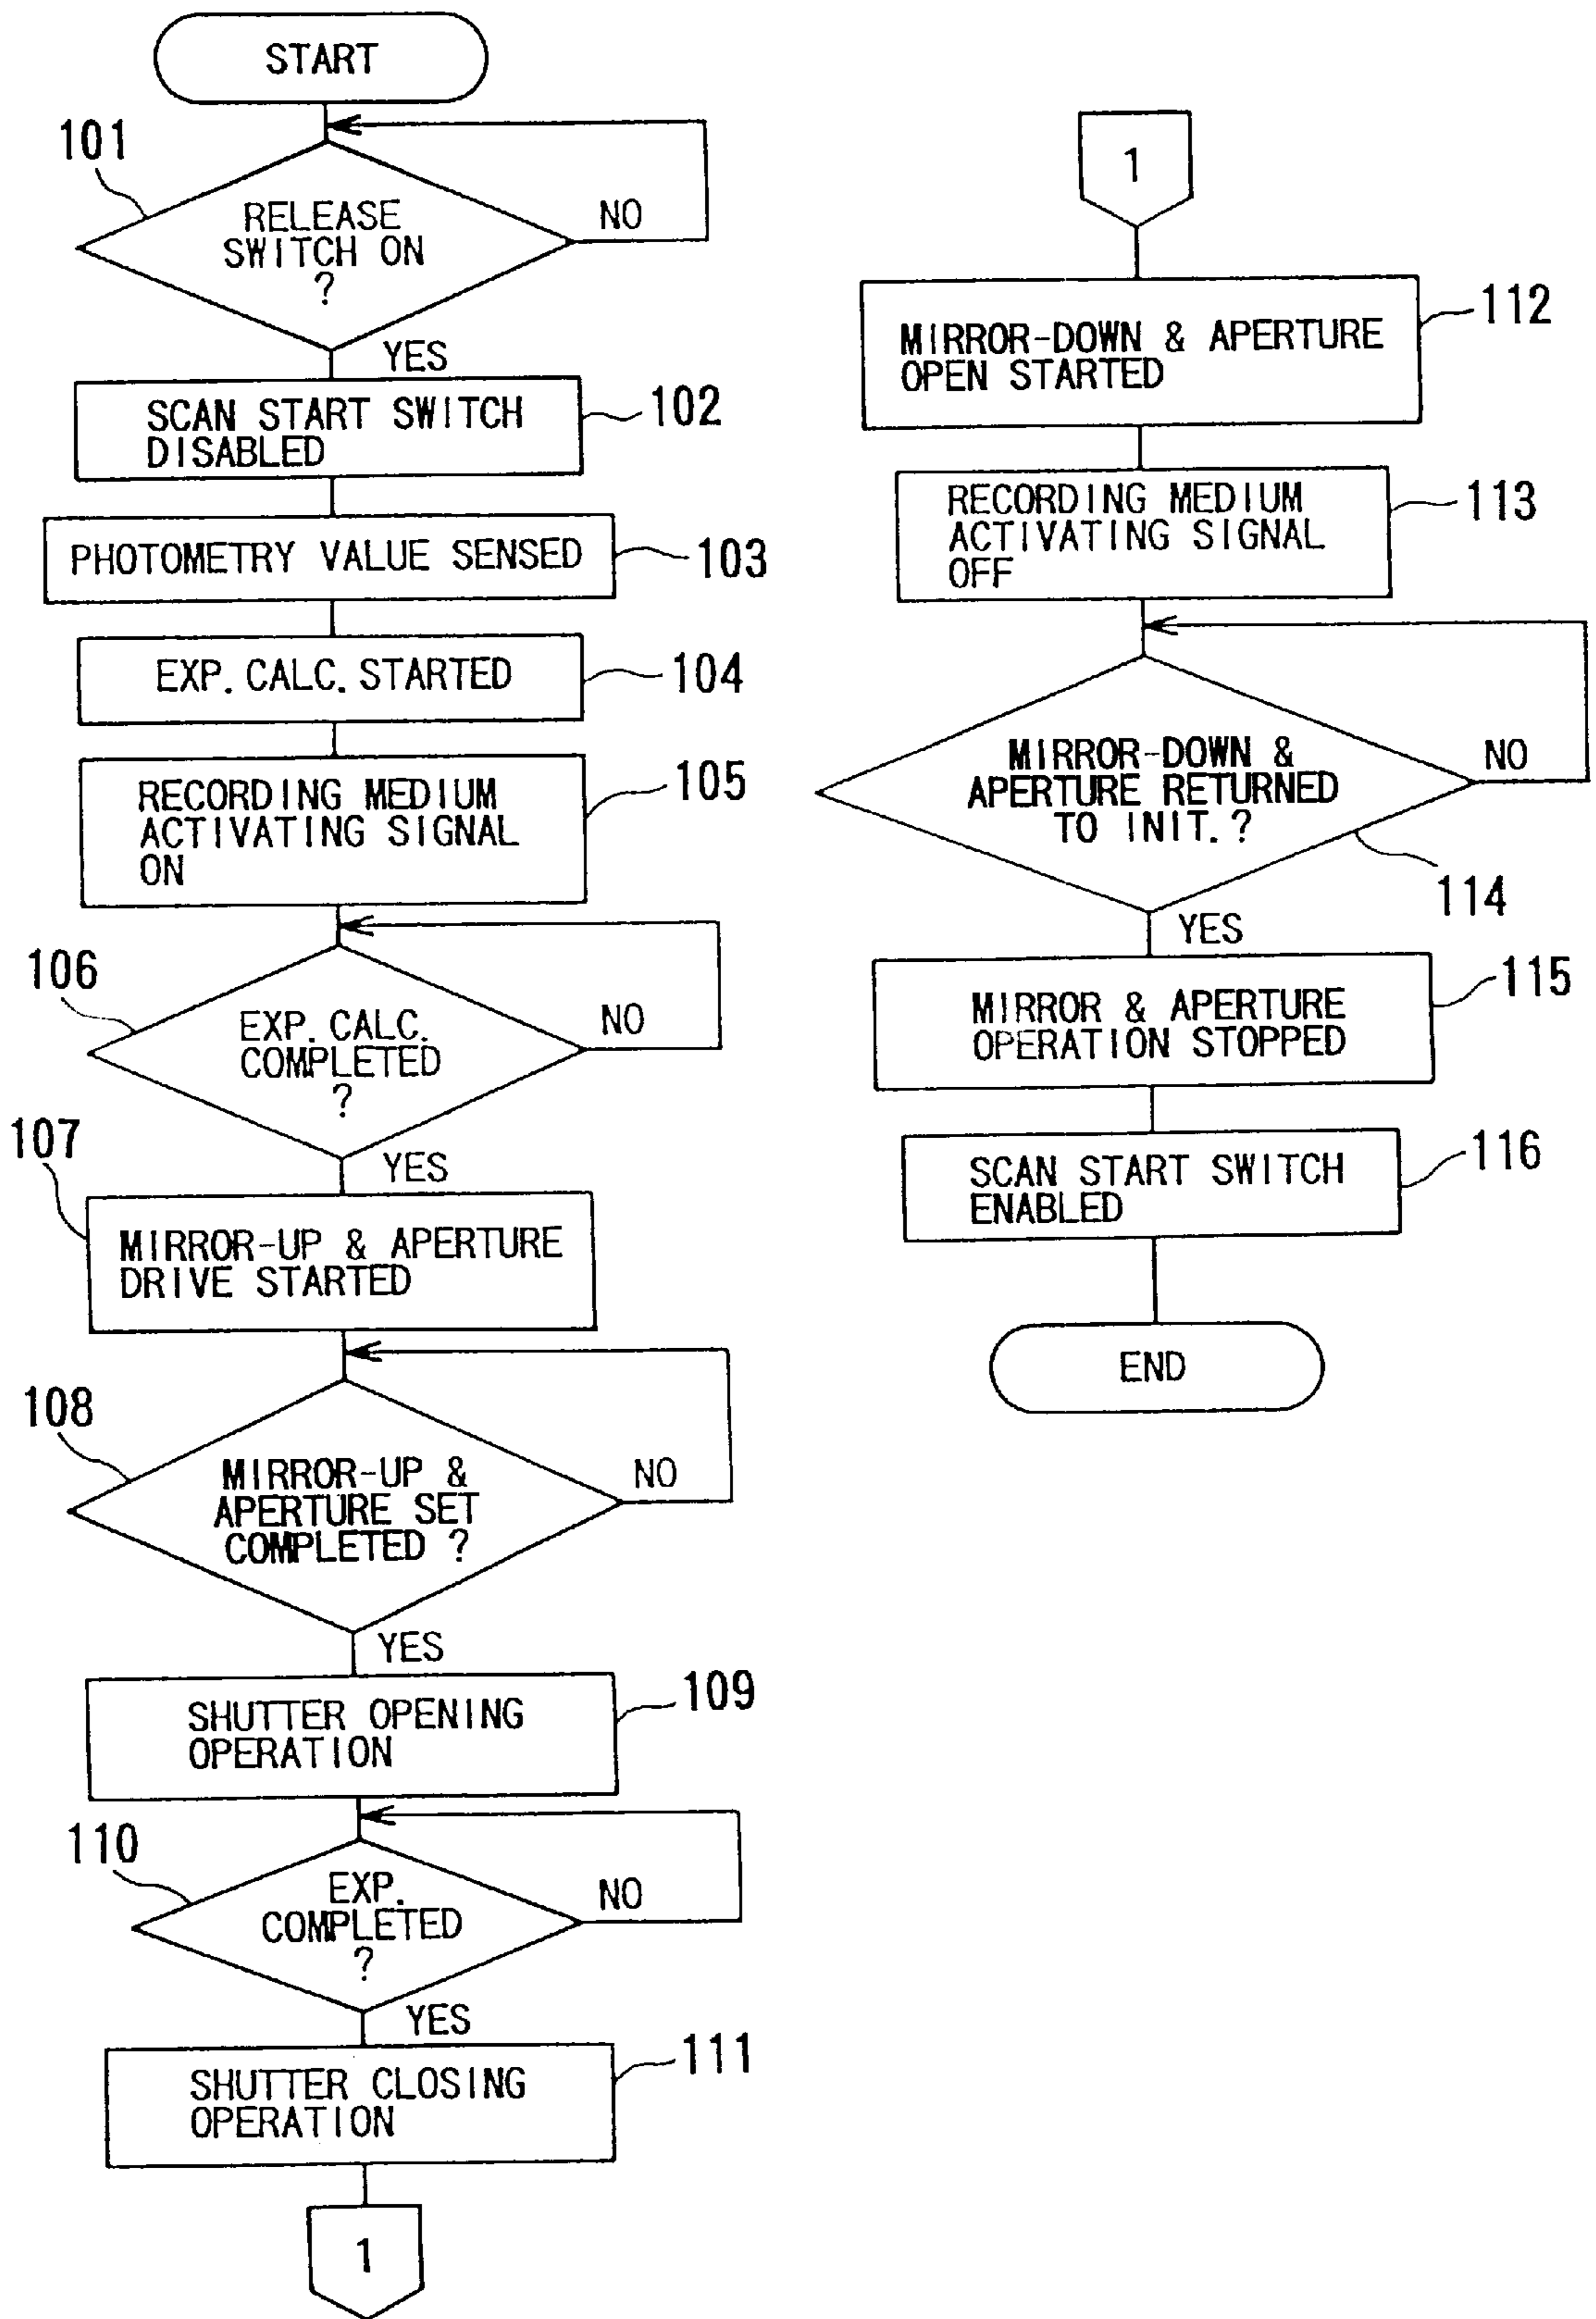 START
101
RELEASE
SWITCH ON
?
NO
YES
SCAN START SWITCH
DISABLED
102
PHOTOMETRY VALUE SENSED
103
EXP. CALC. STARTED
104
RECORDING MEDIUM
ACTIVATING SIGNAL
ON
105
106
EXP. CALC.
COMPLETED
?
NO
YES
107
MIRROR-UP & APERTURE
DRIVE STARTED
108
MIRROR-UP &
APERTURE SET
COMPLETED ?
NO
YES
SHUTTER OPENING
OPERATION
109
110
EXP.
COMPLETED
?
NO
YES
SHUTTER CLOSING
OPERATION
111
1
1
MIRROR-DOWN & APERTURE
OPEN STARTED
112
RECORDING MEDIUM
ACTIVATING SIGNAL
OFF
113
MIRROR-DOWN &
APERTURE RETURNED
TO INIT. ?
NO
114
YES
MIRROR & APERTURE
OPERATION STOPPED
115
SCAN START SWITCH
ENABLED
116
END